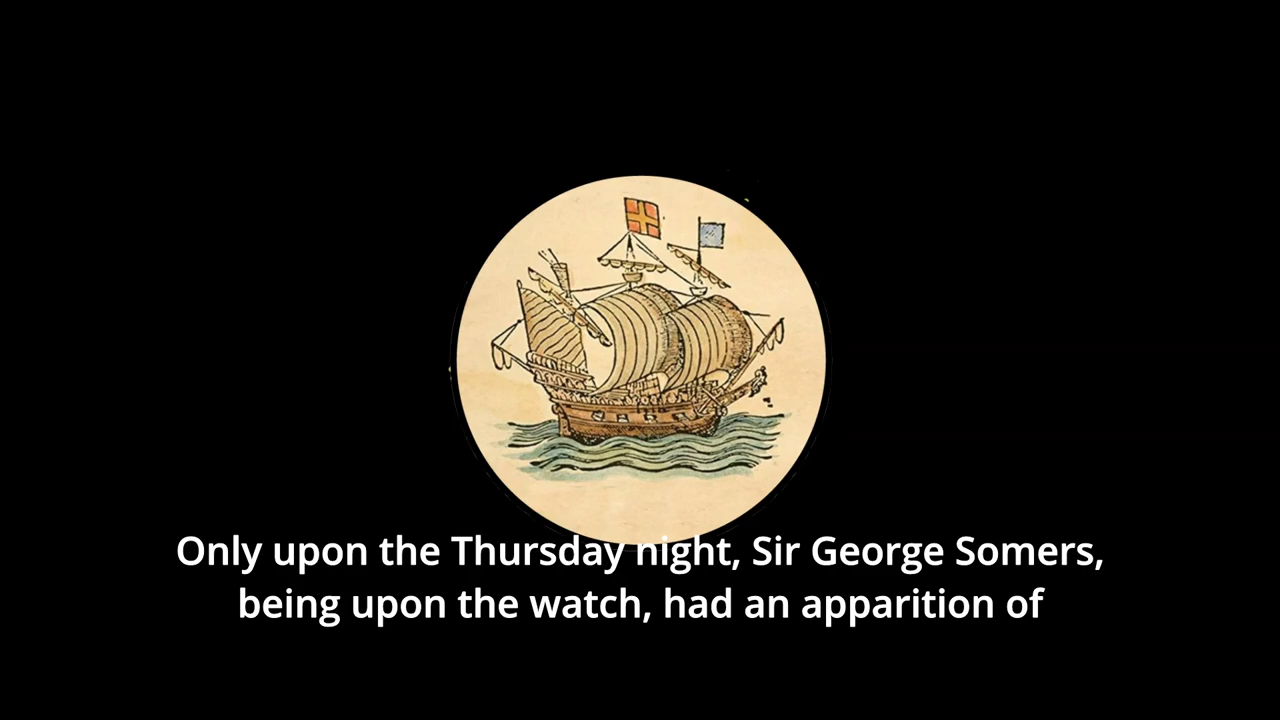 Only upon the Thursday night, Sir George Somers,
being upon the watch, had an apparition of